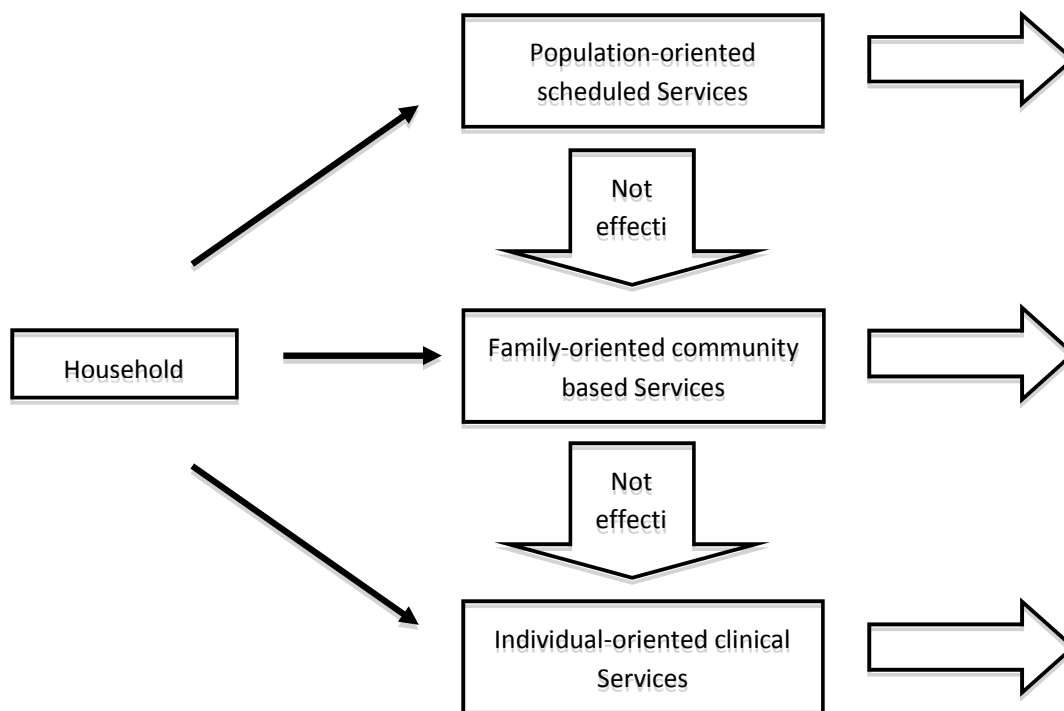 Population-oriented
scheduled Services
Not
effecti
Household
Family-oriented community
based Services
Not
effecti
Individual-oriented clinical
Services